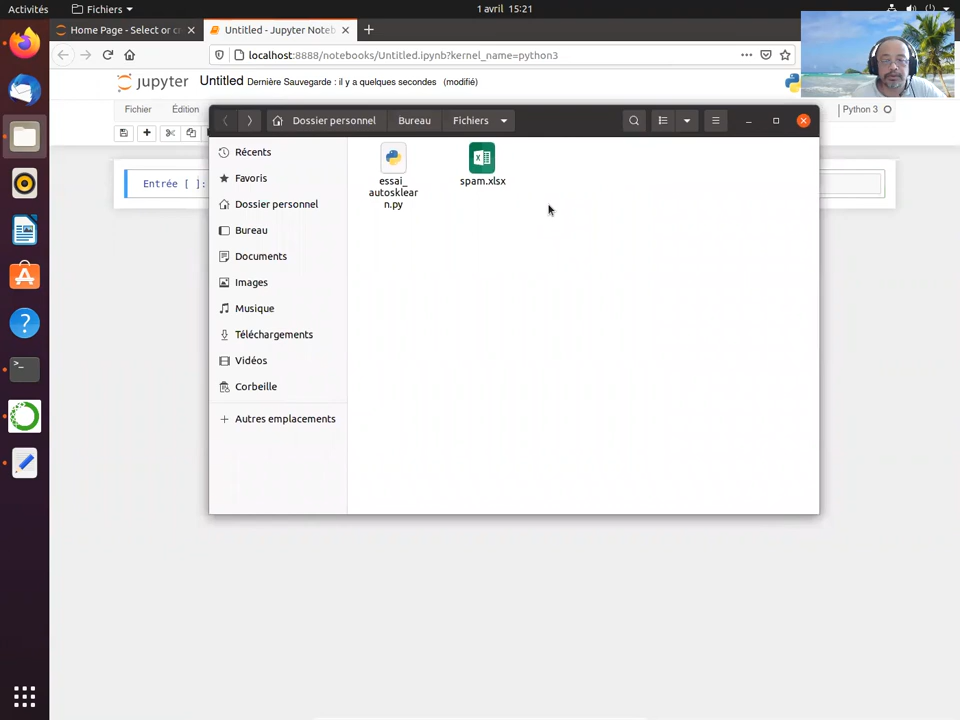 Activités
Fichiers
1 avril 15:21
Home Page - Select or c
Untitled - Jupyter Noteb
localhost:8888/notebooks/Untitled.ipynb?kernel_name=python3
jupyter
Untitled
Dernière Sauvegarde : il y a quelques secondes (modifié)
Fichier
Édition
Python 3
Dossier personnel
Bureau
Fichiers
Entrée [ ]:
Récents
Favoris
Dossier personnel
Bureau
Documents
Images
Musique
Téléchargements
Vidéos
Corbeille
Autres emplacements
essai_
autosklear
n.py
spam.xlsx